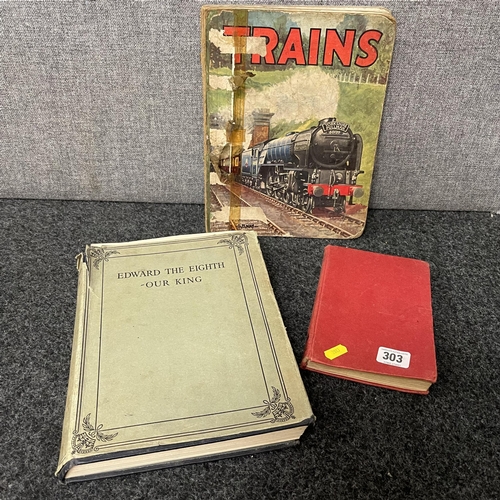 TRAINS
EDWARD THE EIGHTH
-OUR KING
303